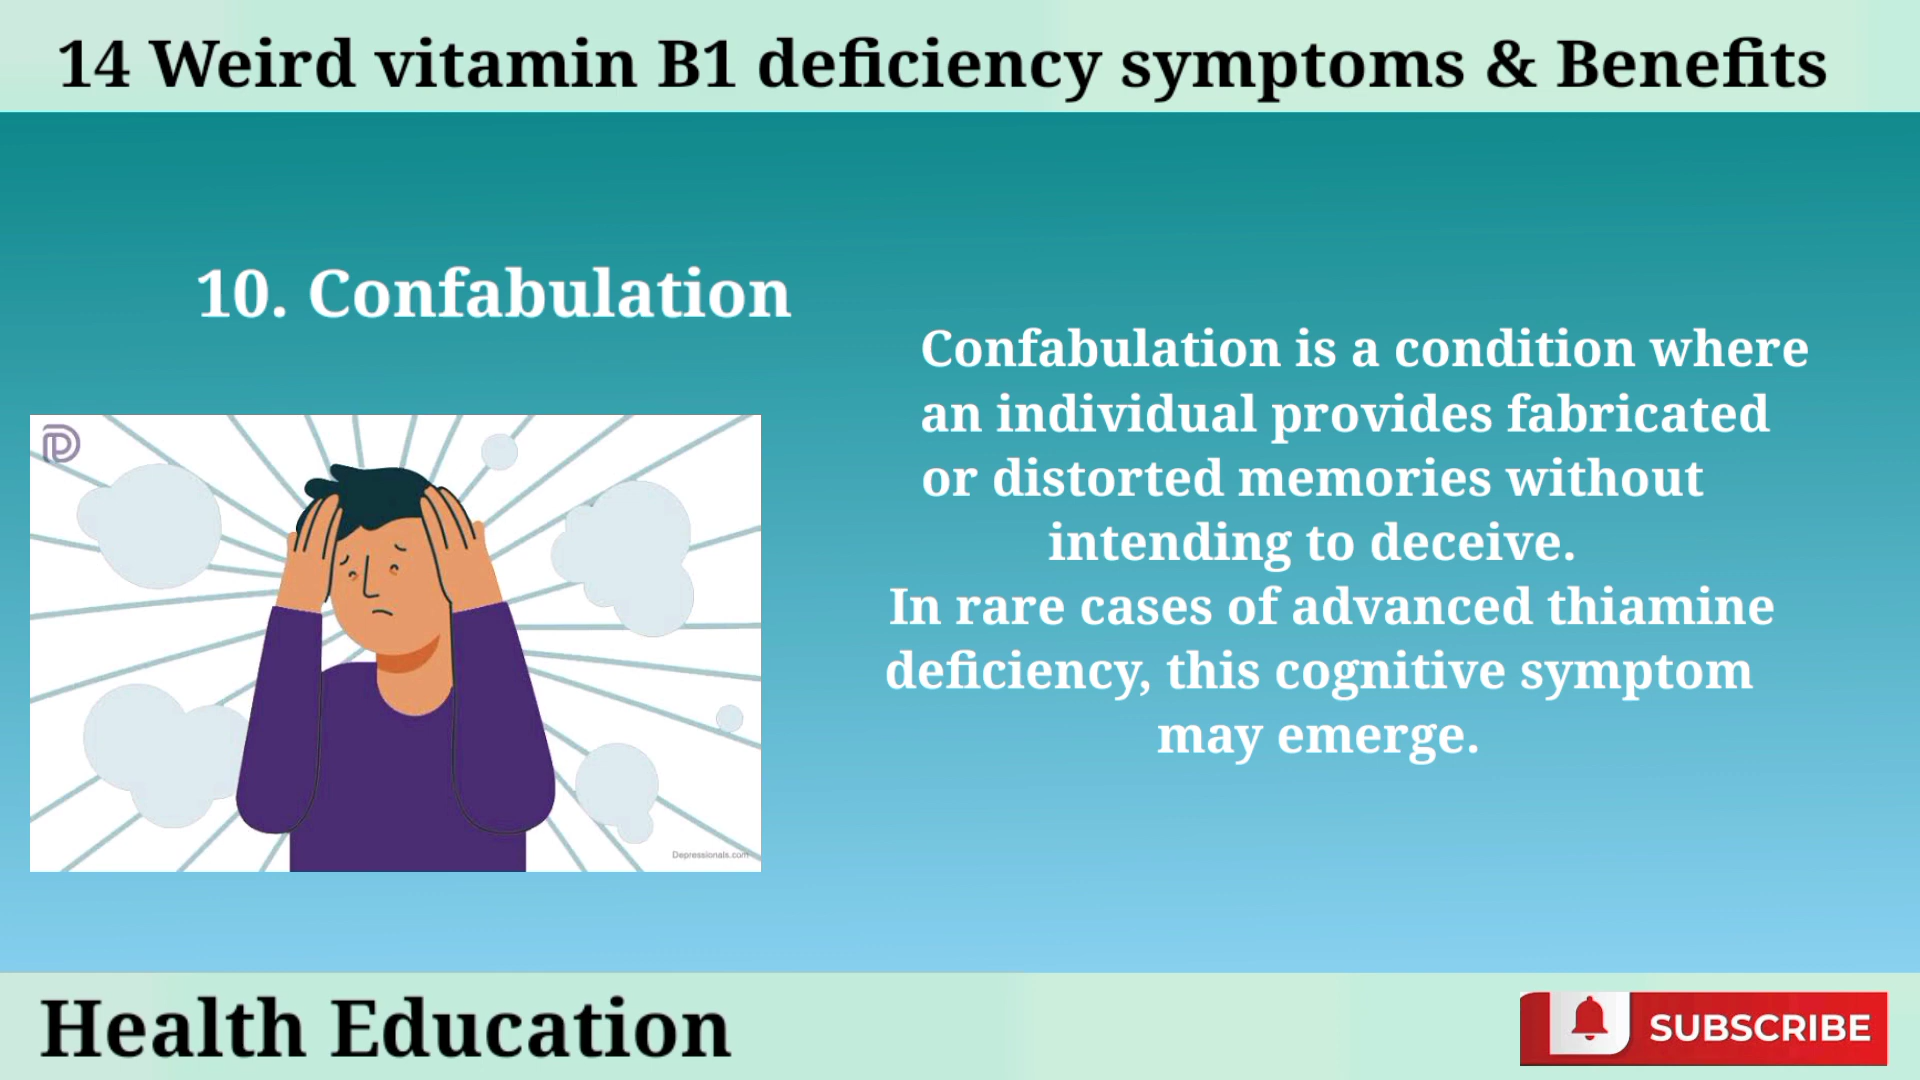 14 Weird vitamin B1 deficiency symptoms & Benefits
10. Confabulation
Confabulation is a condition where
an individual provides fabricated
or distorted memories without
intending to deceive.
In rare cases of advanced thiamine
deficiency, this cognitive symptom
may emerge.
Depressionals.com
Health Education
SUBSCRIBE